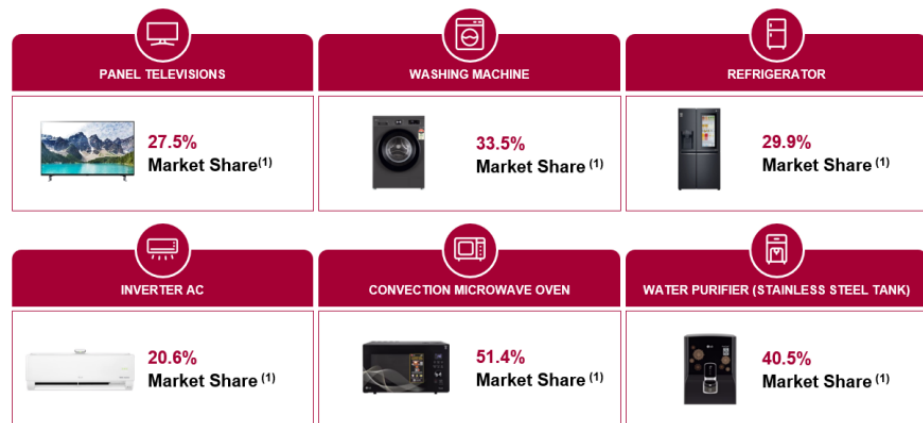 PANEL TELEVISIONS
27.5%
Market Share(1)
WASHING MACHINE
33.5%
Market Share (1)
REFRIGERATOR
29.9%
Market Share (1)
INVERTER AC
20.6%
Market Share (1)
CONVECTION MICROWAVE OVEN
51.4%
Market Share (1)
WATER PURIFIER (STAINLESS STEEL TANK)
40.5%
Market Share (1)